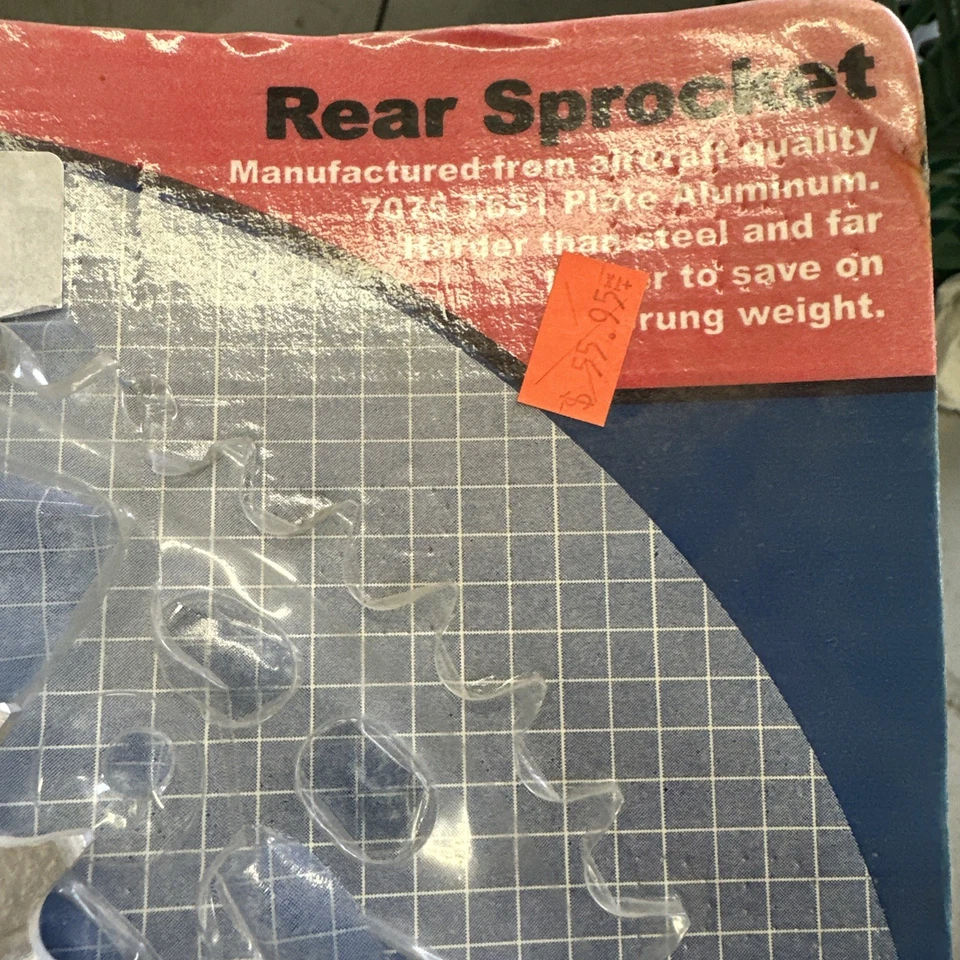 Rear Sprocket
Manufactured from aircraft quality
7075 T651 Plate Aluminum.
Harder than steel and far
to save on
weight.
$ 55.95